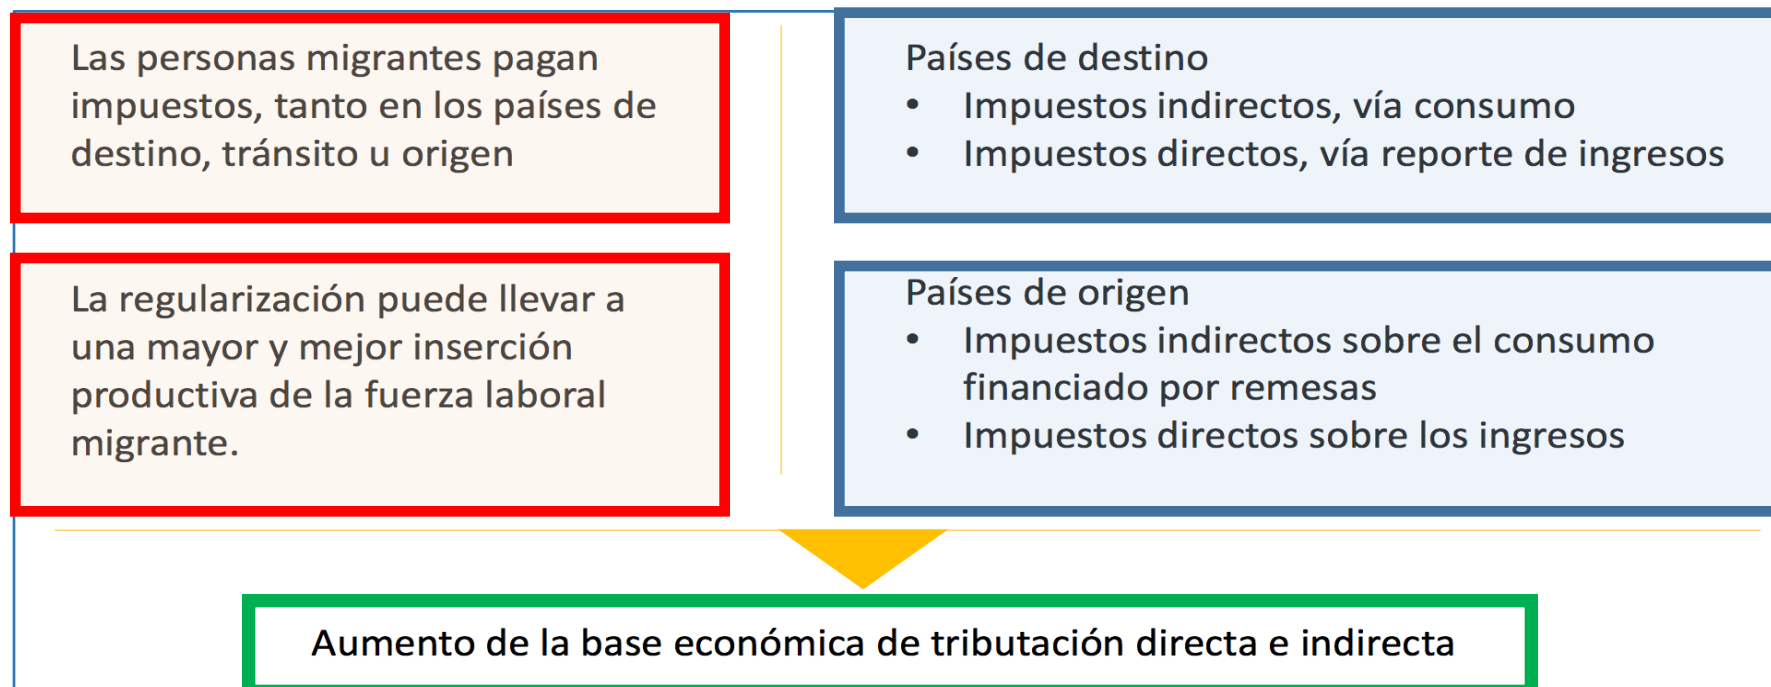 Las personas migrantes pagan
impuestos, tanto en los países de
destino, tránsito u origen
La regularización puede llevar a
una mayor y mejor inserción
productiva de la fuerza laboral
migrante.
Países de destino
• Impuestos indirectos, vía consumo
• Impuestos directos, vía reporte de ingresos
Países de origen
• Impuestos indirectos sobre el consumo
financiado por remesas
• Impuestos directos sobre los ingresos
Aumento de la base económica de tributación directa e indirecta